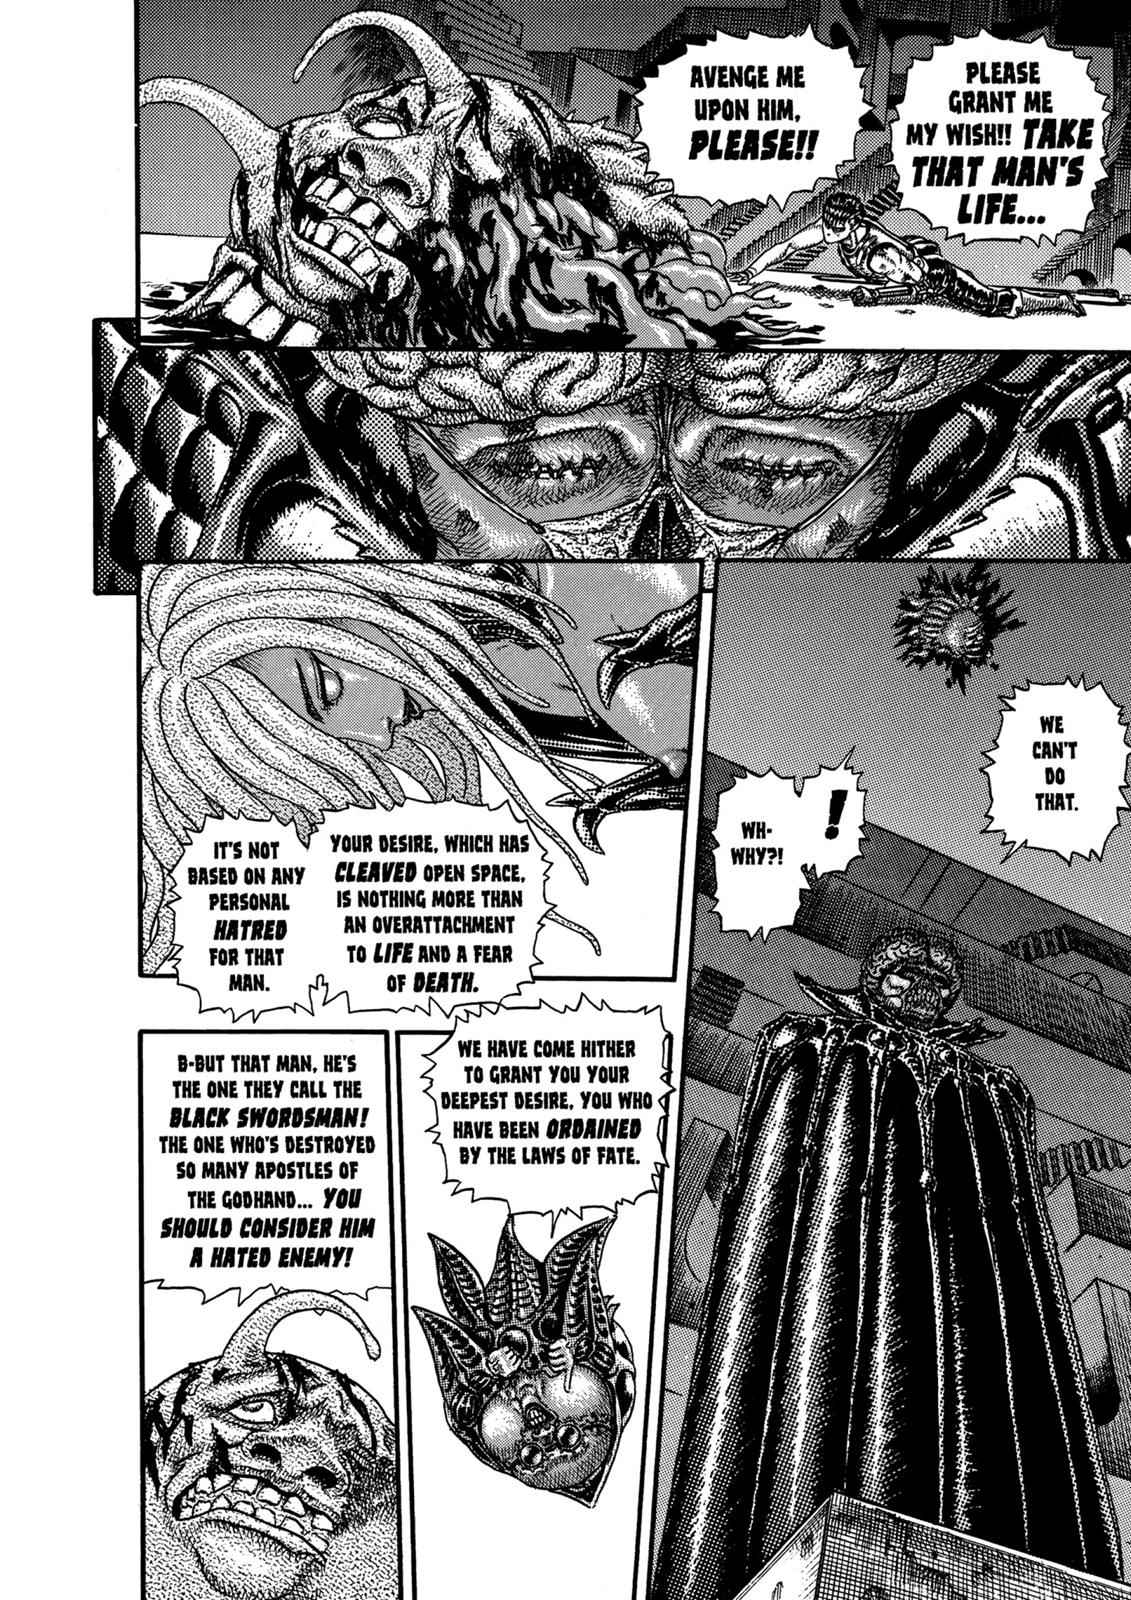 PLEASE
GRANT ME
MY WISH!! TAKE
THAT MAN'S
LIFE...
AVENGE ME
UPON HIM,
PLEASE!!
WE
CAN'T
DO
THAT.
!
WH-
WHY?!
YOUR DESIRE, WHICH HAS
CLEAVED OPEN SPACE,
IS NOTHING MORE THAN
AN OVERATTACHMENT
TO LIFE AND A FEAR
OF DEATH.
IT'S NOT
BASED ON ANY
PERSONAL
HATRED
FOR THAT
MAN.
WE HAVE COME HITHER
TO GRANT YOU YOUR
DEEPEST DESIRE, YOU WHO
HAVE BEEN ORDAINED
BY THE LAWS OF FATE.
B-BUT THAT MAN, HE'S
THE ONE THEY CALL THE
BLACK SWORDSMAN!
THE ONE WHO'S DESTROYED
SO MANY APOSTLES OF
THE GODHAND... YOU
SHOULD CONSIDER HIM
A HATED ENEMY!